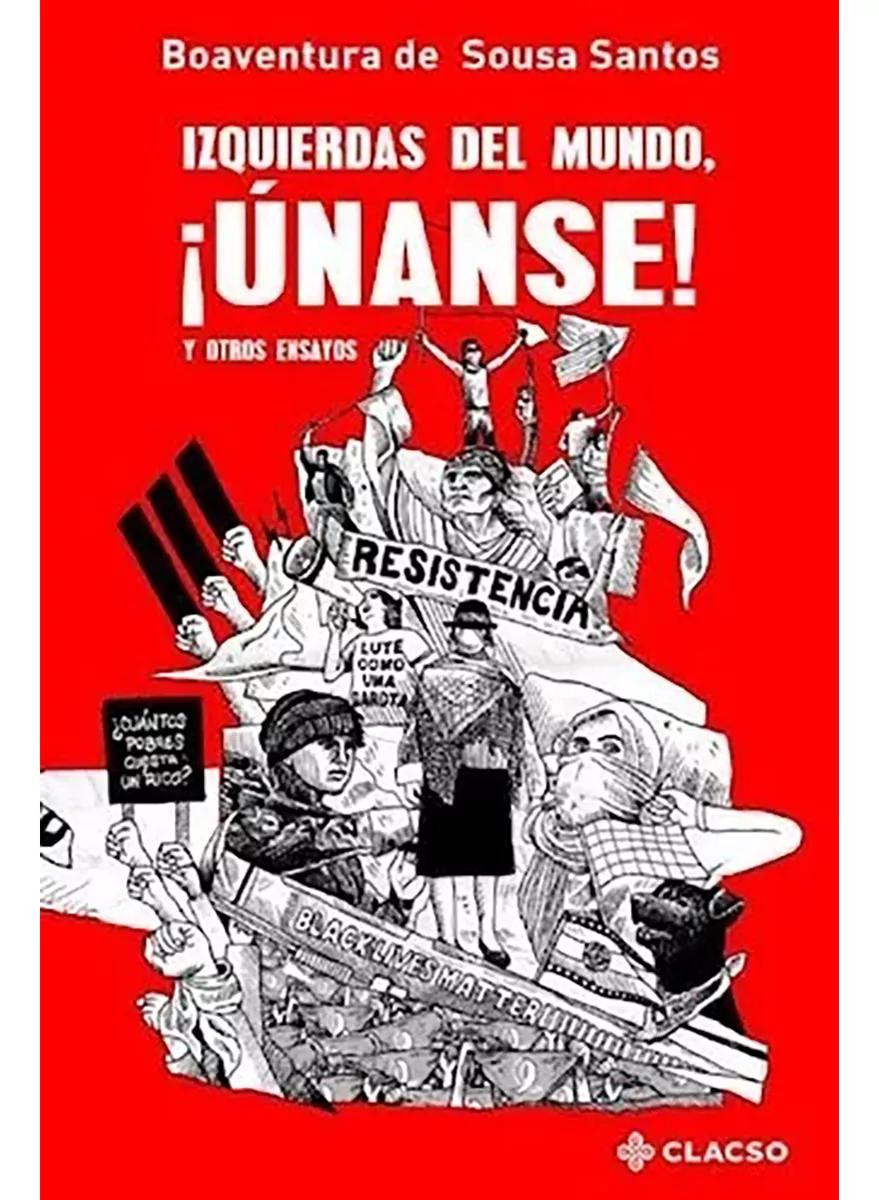 Boaventura de Sousa Santos
IZQUIERDAS DEL MUNDO,
¡ÚNANSE!
Y OTROS ENSAYOS
RESISTENCIA
LUTE
COMO
UMA
GAROTA
¿CUÁNTOS
POBRES
CUESTA
UN RICO?
BLACK LIVES MATTER
CLACSO